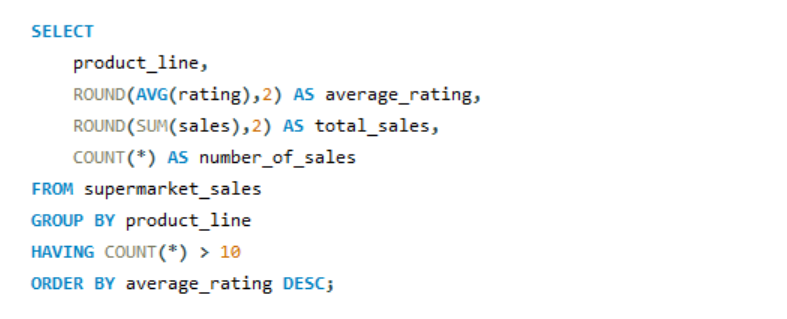 SELECT
product_line,
ROUND(AVG(rating),2) AS average_rating,
ROUND(SUM(sales),2) AS total_sales,
COUNT(*) AS number_of_sales
FROM supermarket_sales
GROUP BY product_line
HAVING COUNT(*) > 10
ORDER BY average_rating DESC;